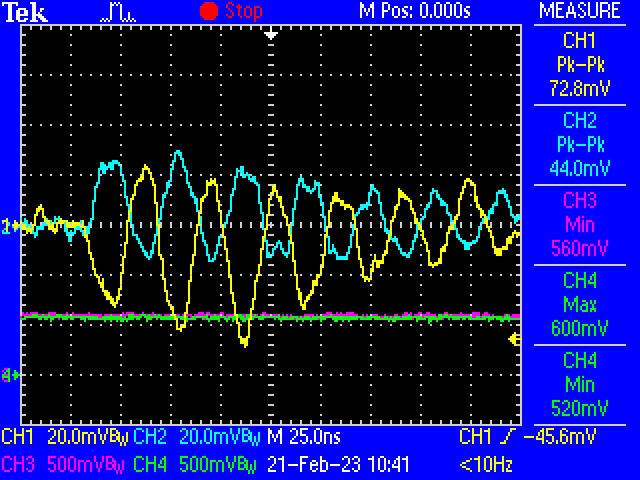 Tek Stop M Pos: 0.000s MEASURE
CH1
Pk-Pk
72.8mV
CH2
Pk-Pk
44.0mV
CH3
Min
560mV
CH4
Max
600mV
CH4
Min
520mV
1
4
CH1 20.0mVBw CH2 20.0mVBw M 25.0ns CH1 -45.6mV
CH3 500mVBw CH4 500mVBw 21-Feb-23 10:41 <10Hz